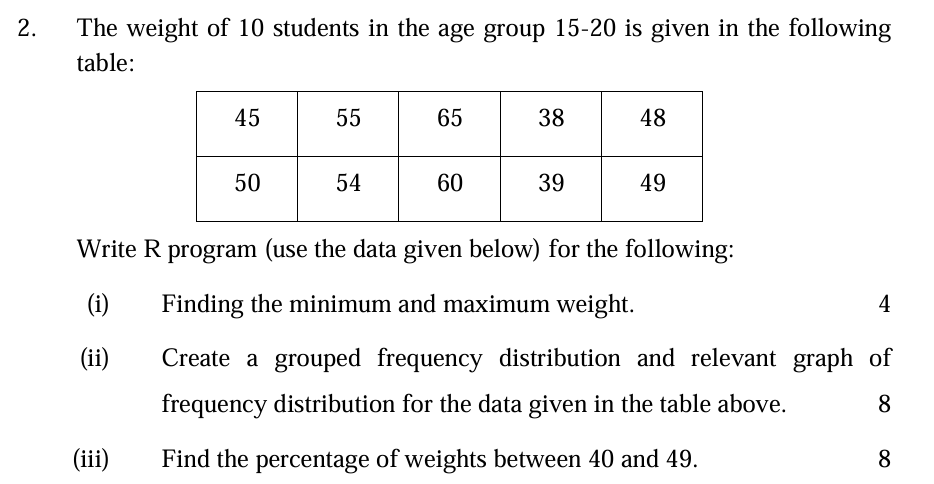 2. The weight of 10 students in the age group 15-20 is given in the following
table:
45 55 65 38 48
50 54 60 39 49
Write R program (use the data given below) for the following:
(i) Finding the minimum and maximum weight. 4
(ii) Create a grouped frequency distribution and relevant graph of
frequency distribution for the data given in the table above. 8
(iii) Find the percentage of weights between 40 and 49. 8